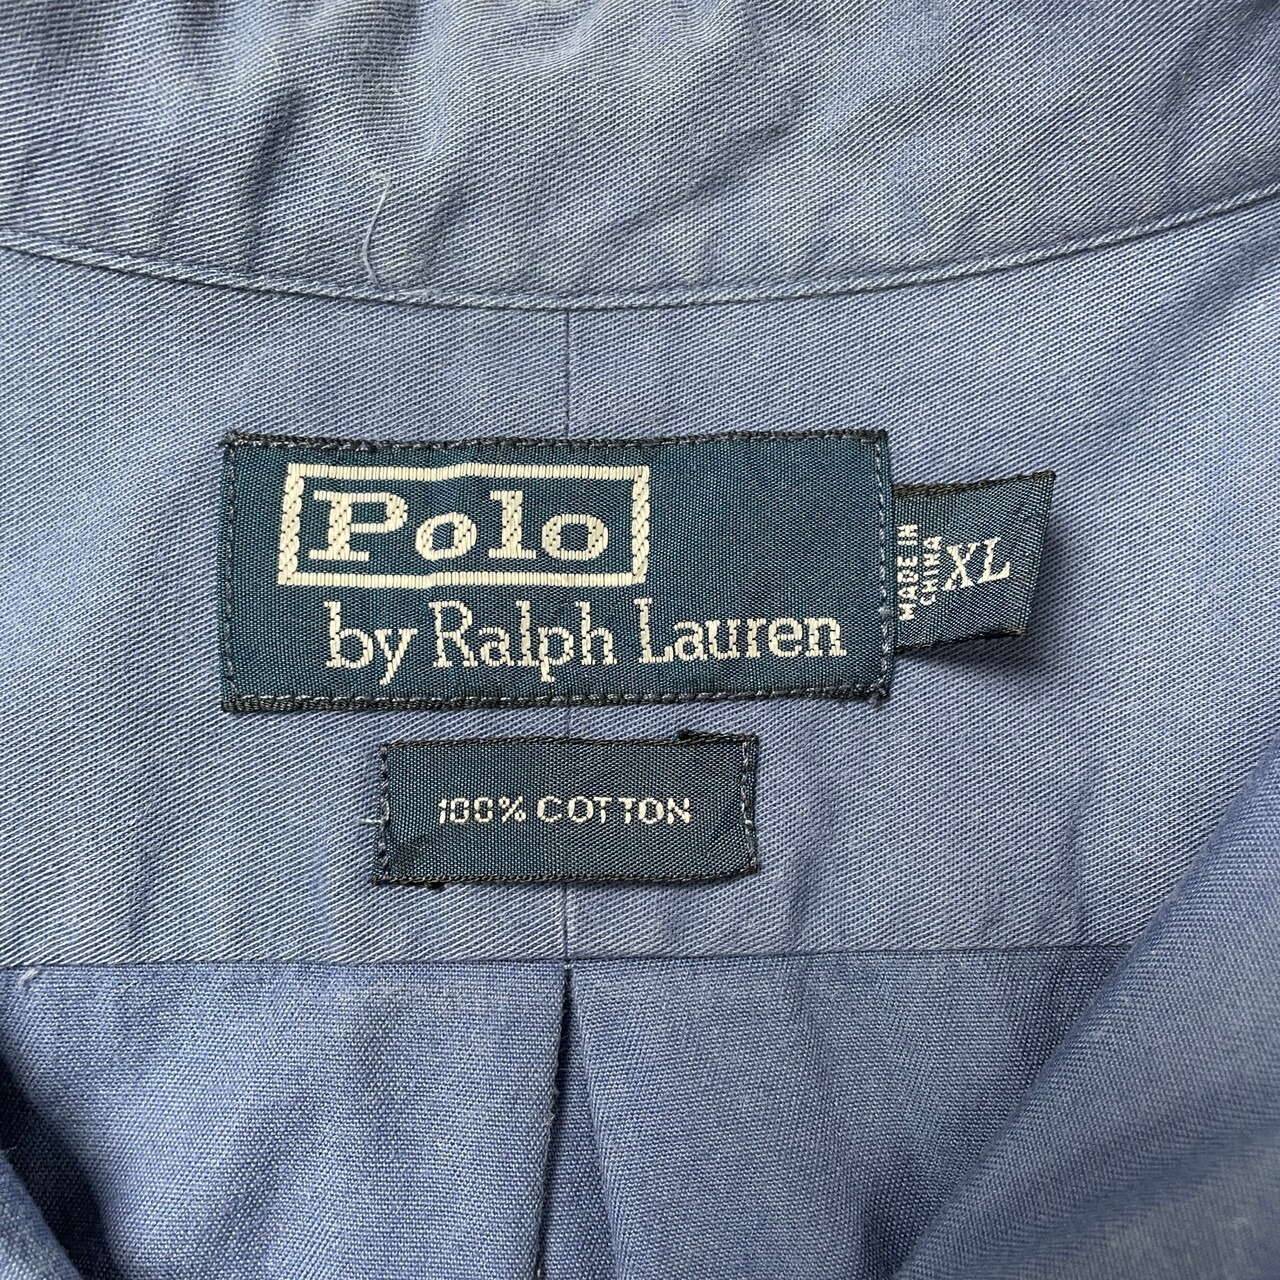 Polo
by Ralph Lauren
MADE IN
CHINA
XL
100% COTTON